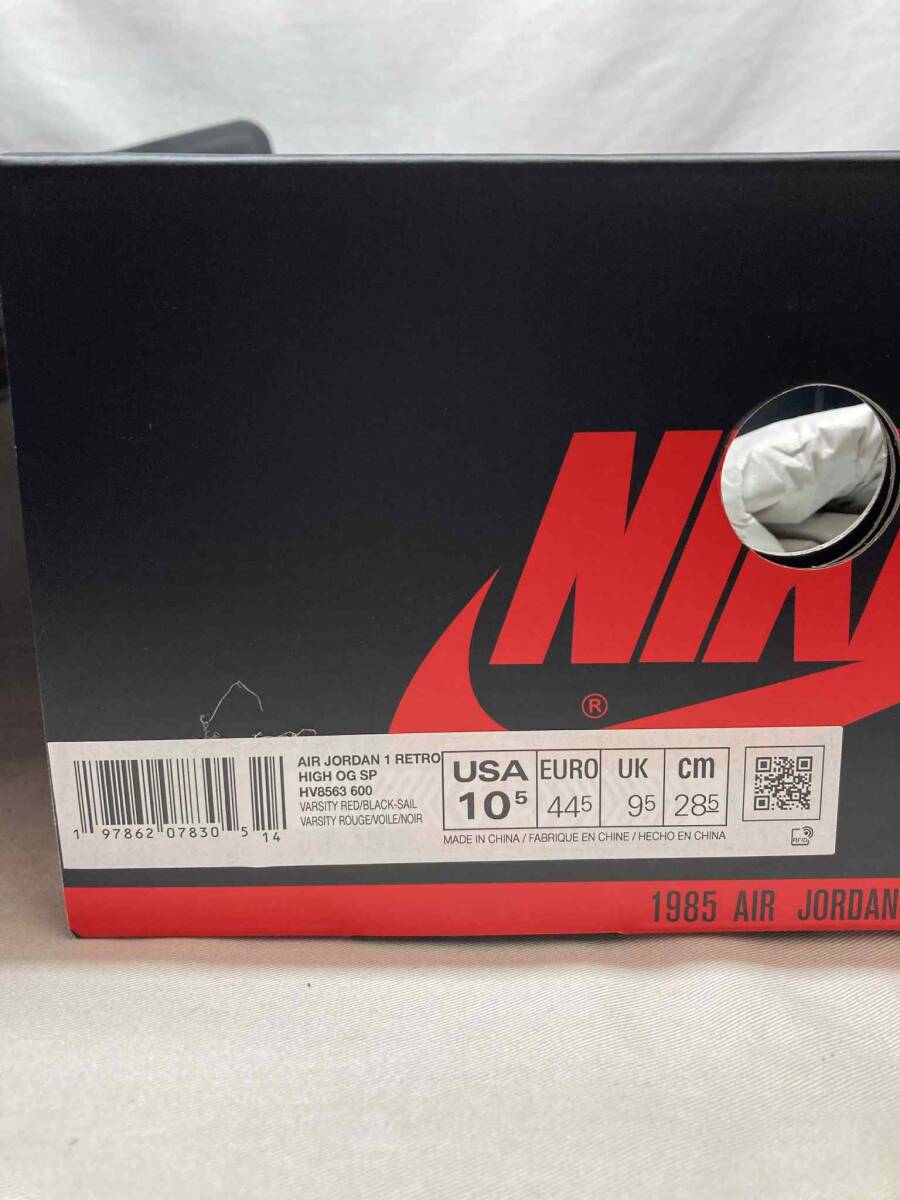 NIKE
®
AIR JORDAN 1 RETRO
HIGH OG SP
HV8563 600
VARSITY RED/BLACK-SAIL
VARSITY ROUGE/VOILE/NOIR
1 97862 07830 5 14
USA
10⁵
EURO
44⁵
UK
9⁵
cm
28⁵
MADE IN CHINA / FABRIQUE EN CHINE / HECHO EN CHINA
RFID
1985 AIR JORDAN